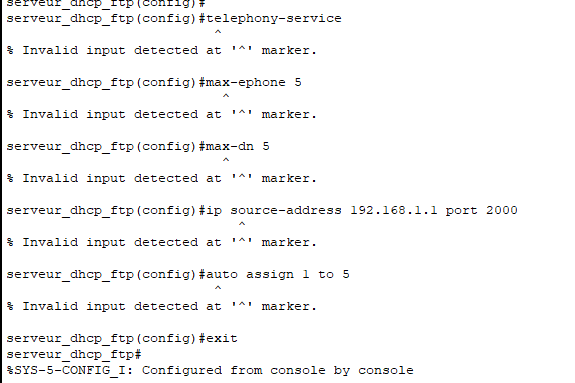 serveur_dhcp_ftp(config)#
serveur_dhcp_ftp(config)#telephony-service
^
% Invalid input detected at '^' marker.
serveur_dhcp_ftp(config)#max-ephone 5
^
% Invalid input detected at '^' marker.
serveur_dhcp_ftp(config)#max-dn 5
^
% Invalid input detected at '^' marker.
serveur_dhcp_ftp(config)#ip source-address 192.168.1.1 port 2000
^
% Invalid input detected at '^' marker.
serveur_dhcp_ftp(config)#auto assign 1 to 5
^
% Invalid input detected at '^' marker.
serveur_dhcp_ftp(config)#exit
serveur_dhcp_ftp#
%SYS-5-CONFIG_I: Configured from console by console